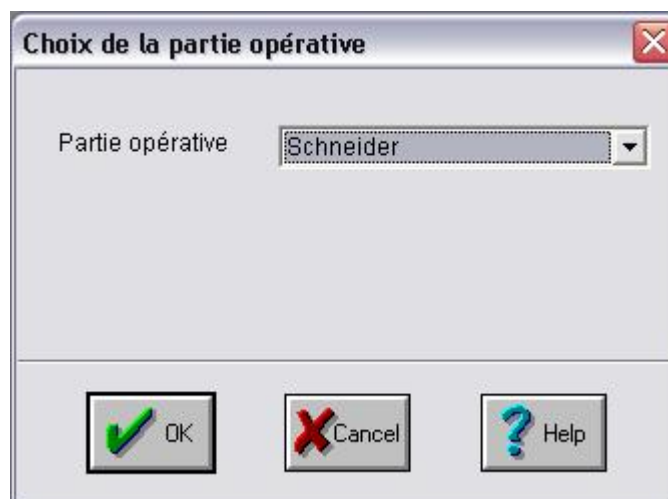 Choix de la partie opérative
Partie opérative Schneider
OK Cancel Help